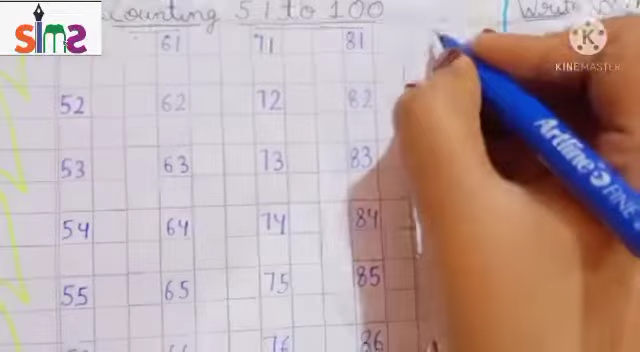 sims
counting 51 to 100
Write
K
KINEMASTER
61 71 81
52 62 72 82
53 63 73 83
54 64 74 84
55 65 75 85
76 86
Artline FINE